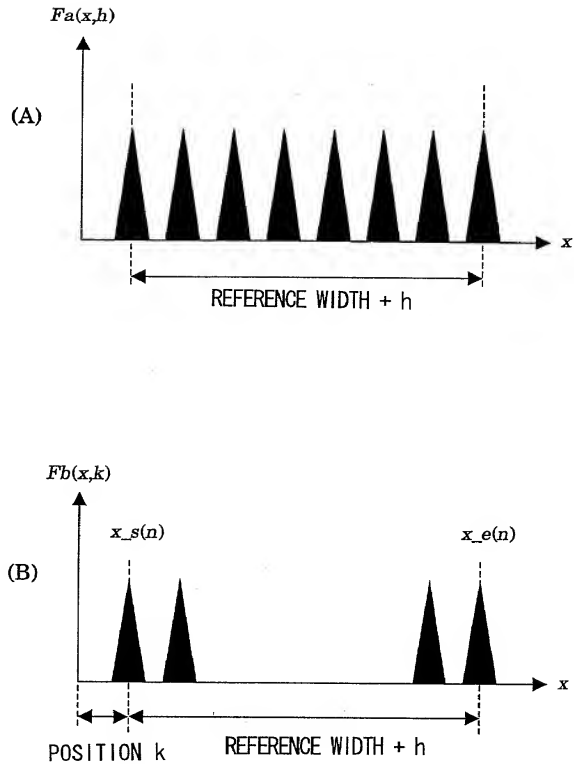 Fa(x,h)
(A)
x
REFERENCE WIDTH + h
Fb(x,k)
x_s(n)
x_e(n)
(B)
x
POSITION k
REFERENCE WIDTH + h